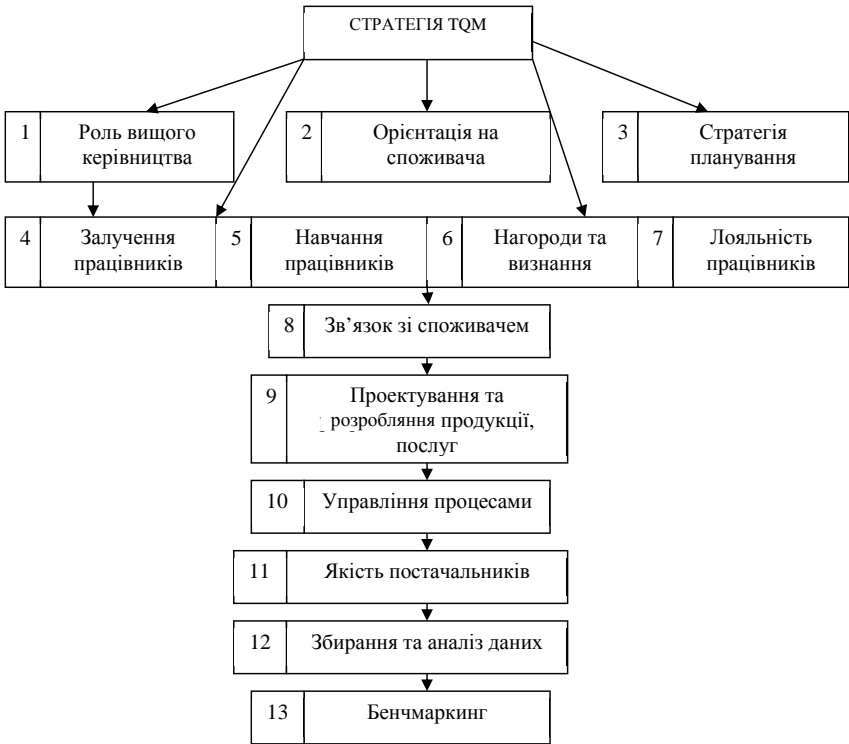 СТРАТЕГІЯ TQM
1 Роль вищого
керівництва
2 Орієнтація на
споживача
3 Стратегія
планування
4 Залучення
працівників
5 Навчання
працівників
6 Нагороди та
визнання
7 Лояльність
працівників
8 Зв’язок зі споживачем
9 Проектування та
розробляння продукції,
послуг
10 Управління процесами
11 Якість постачальників
12 Збирання та аналіз даних
13 Бенчмаркинг